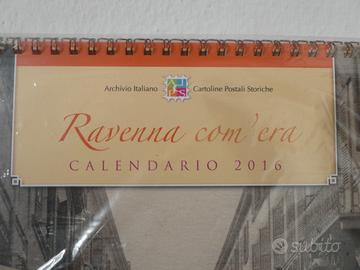 Archivio Italiano Cartoline Postali Storiche
Ravenna com'era
CALENDARIO 2016
subito